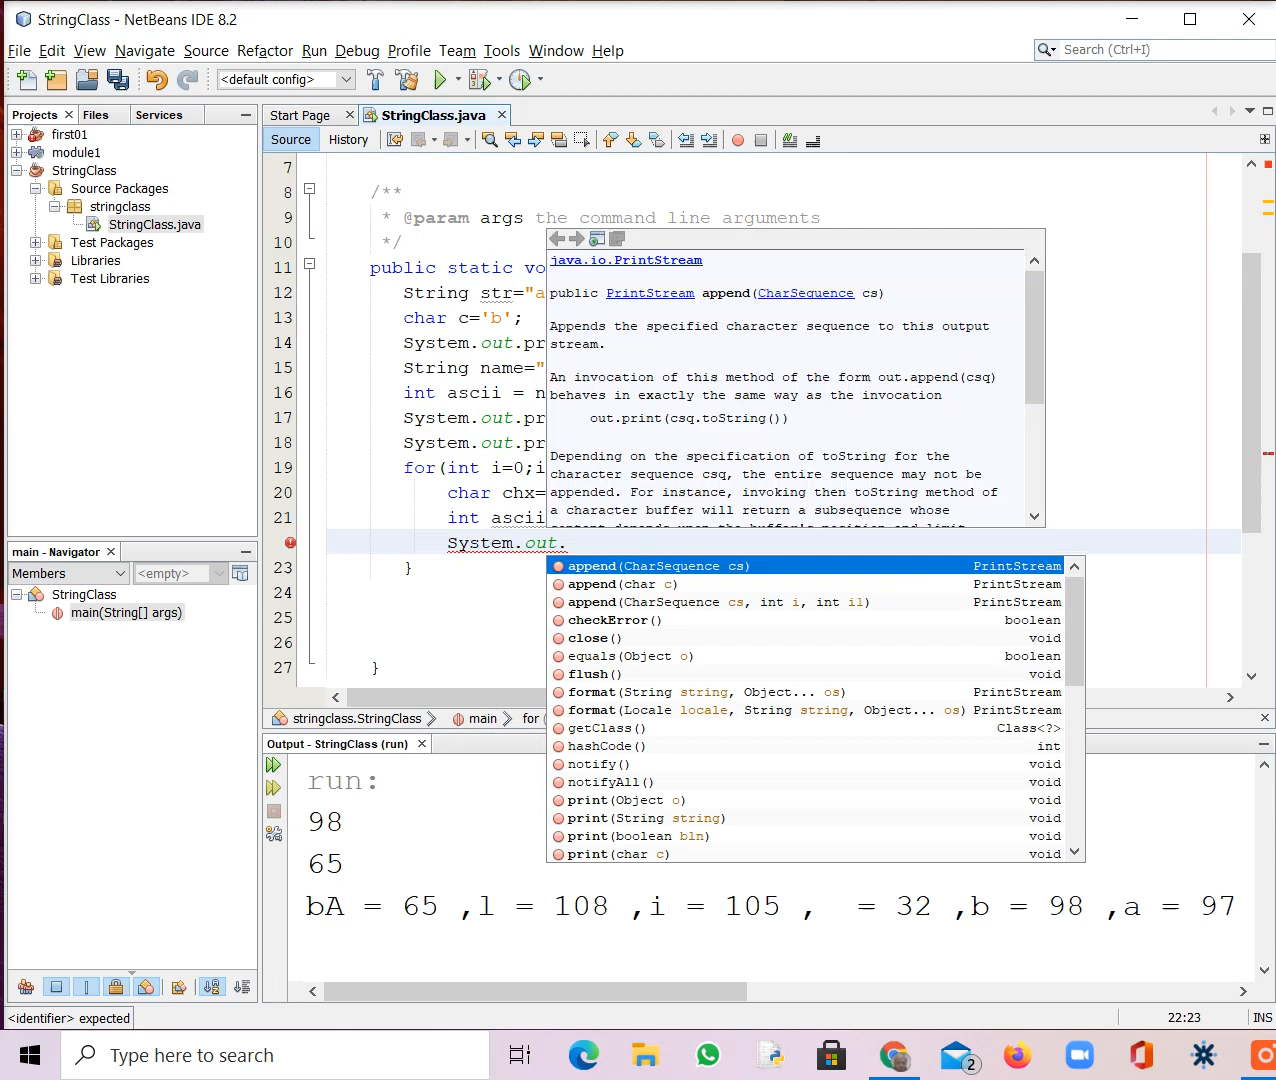 StringClass - NetBeans IDE 8.2
File Edit View Navigate Source Refactor Run Debug Profile Team Tools Window Help
Search (Ctrl+I)
<default config>
Projects Files Services
first01
module1
StringClass
Source Packages
stringclass
StringClass.java
Test Packages
Libraries
Test Libraries
Start Page StringClass.java
Source History
7
8 /**
9 * @param args the command line arguments
10 */
11 public static vo
12 String str="a
13 char c='b';
14 System.out.pr
15 String name="
16 int ascii = n
17 System.out.pr
18 System.out.pr
19 for(int i=0;i
20 char chx=
21 int ascii
System.out.
23 }
24
25
26
27 }
java.io.PrintStream
public PrintStream append(CharSequence cs)
Appends the specified character sequence to this output
stream.
An invocation of this method of the form out.append(csq)
behaves in exactly the same way as the invocation
out.print(csq.toString())
Depending on the specification of toString for the
character sequence csq, the entire sequence may not be
appended. For instance, invoking then toString method of
a character buffer will return a subsequence whose
content depends upon the buffer's position and limit
append(CharSequence cs) PrintStream
append(char c) PrintStream
append(CharSequence cs, int i, int i1) PrintStream
checkError() boolean
close() void
equals(Object o) boolean
flush() void
format(String string, Object... os) PrintStream
format(Locale locale, String string, Object... os) PrintStream
getClass() Class<?>
hashCode() int
notify() void
notifyAll() void
print(Object o) void
print(String string) void
print(boolean bln) void
print(char c) void
main - Navigator
Members <empty>
StringClass
main(String[] args)
stringclass.StringClass main for (
Output - StringClass (run)
run:
98
65
bA = 65 ,l = 108 ,i = 105 ,  = 32 ,b = 98 ,a = 97
<identifier> expected
22:23 INS
Type here to search
2